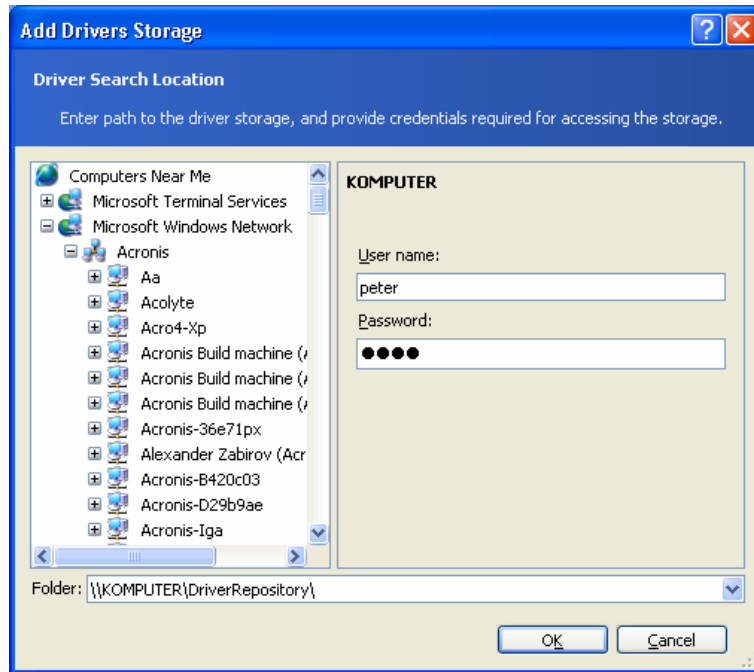 Add Drivers Storage
Driver Search Location
Enter path to the driver storage, and provide credentials required for accessing the storage.
Computers Near Me
Microsoft Terminal Services
Microsoft Windows Network
Acronis
Aa
Acolyte
Acro4-Xp
Acronis Build machine (A
Acronis Build machine (A
Acronis Build machine (A
Acronis-36e71px
Alexander Zabirov (Acr
Acronis-B420c03
Acronis-D29b9ae
Acronis-Iga
KOMPUTER
User name:
peter
Password:
●●●●
Folder: \\KOMPUTER\DriverRepository\
OK
Cancel